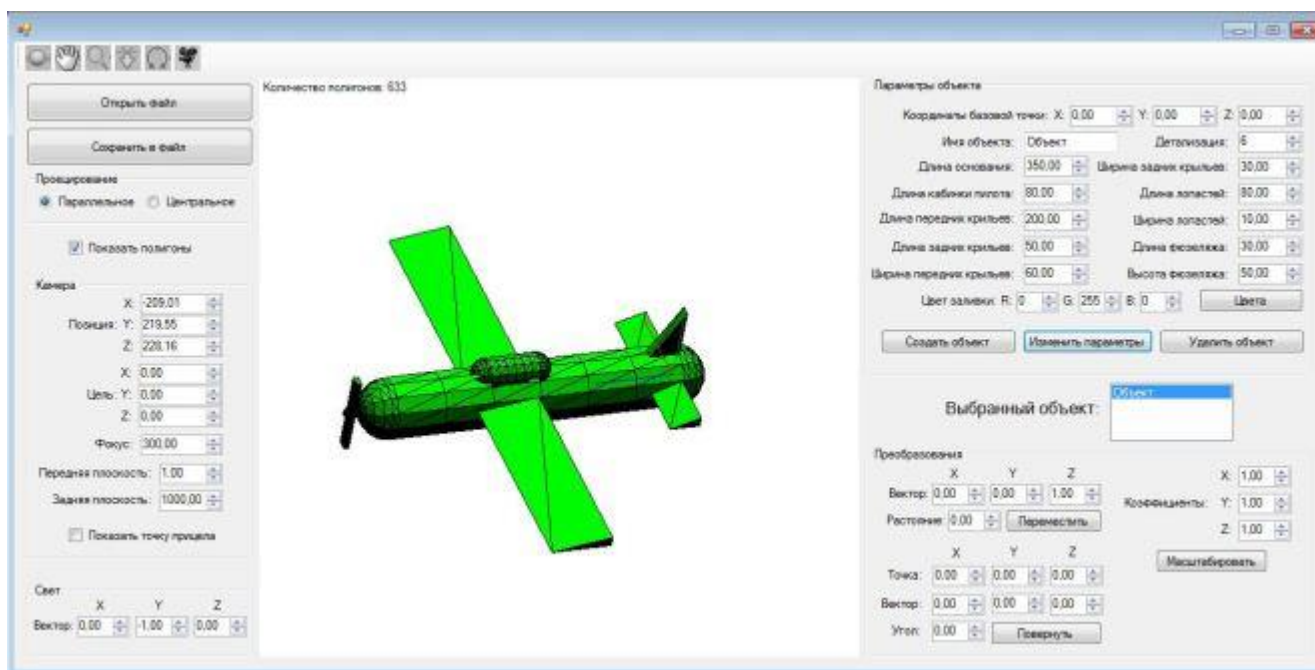 Количество полигонов: 633
Открыть файл
Сохранить в файл
Проецирование
Параллельное Центральное
Показать полигоны
Камера
X: -209,01
Позиция: Y: 219,55
Z: 228,16
X: 0,00
Цель: Y: 0,00
Z: 0,00
Фокус: 300,00
Передняя плоскость: 1,00
Задняя плоскость: 1000,00
Показать точку прицела
Свет
X Y Z
Вектор: 0,00 -1,00 0,00
Параметры объекта
Координаты базовой точки: X: 0,00 Y: 0,00 Z: 0,00
Имя объекта: Объект Детализация: 6
Длина основания: 350,00 Ширина задник крыльев: 30,00
Длина кабинки пилота: 80,00 Длина лопастей: 80,00
Длина передник крильев: 200,00 Ширина лопастей: 10,00
Длина задник крильев: 50,00 Длина фюзеляжа: 30,00
Ширина передник крыльев: 60,00 Высота фюзеляжа: 50,00
Цвет заливки: R: 0 G: 255 B: 0 Цвета
Создать объект Изменить параметры Удалить объект
Выбранный объект: Объект
Преобразования
X Y Z
Вектор: 0,00 0,00 1,00
Растояние: 0,00 Переместить
X: 1,00
Коэффициенты: Y: 1,00
Z: 1,00
Масштабировать
X Y Z
Точка: 0,00 0,00 0,00
Вектор: 0,00 0,00 0,00
Угол: 0,00 Повернуть